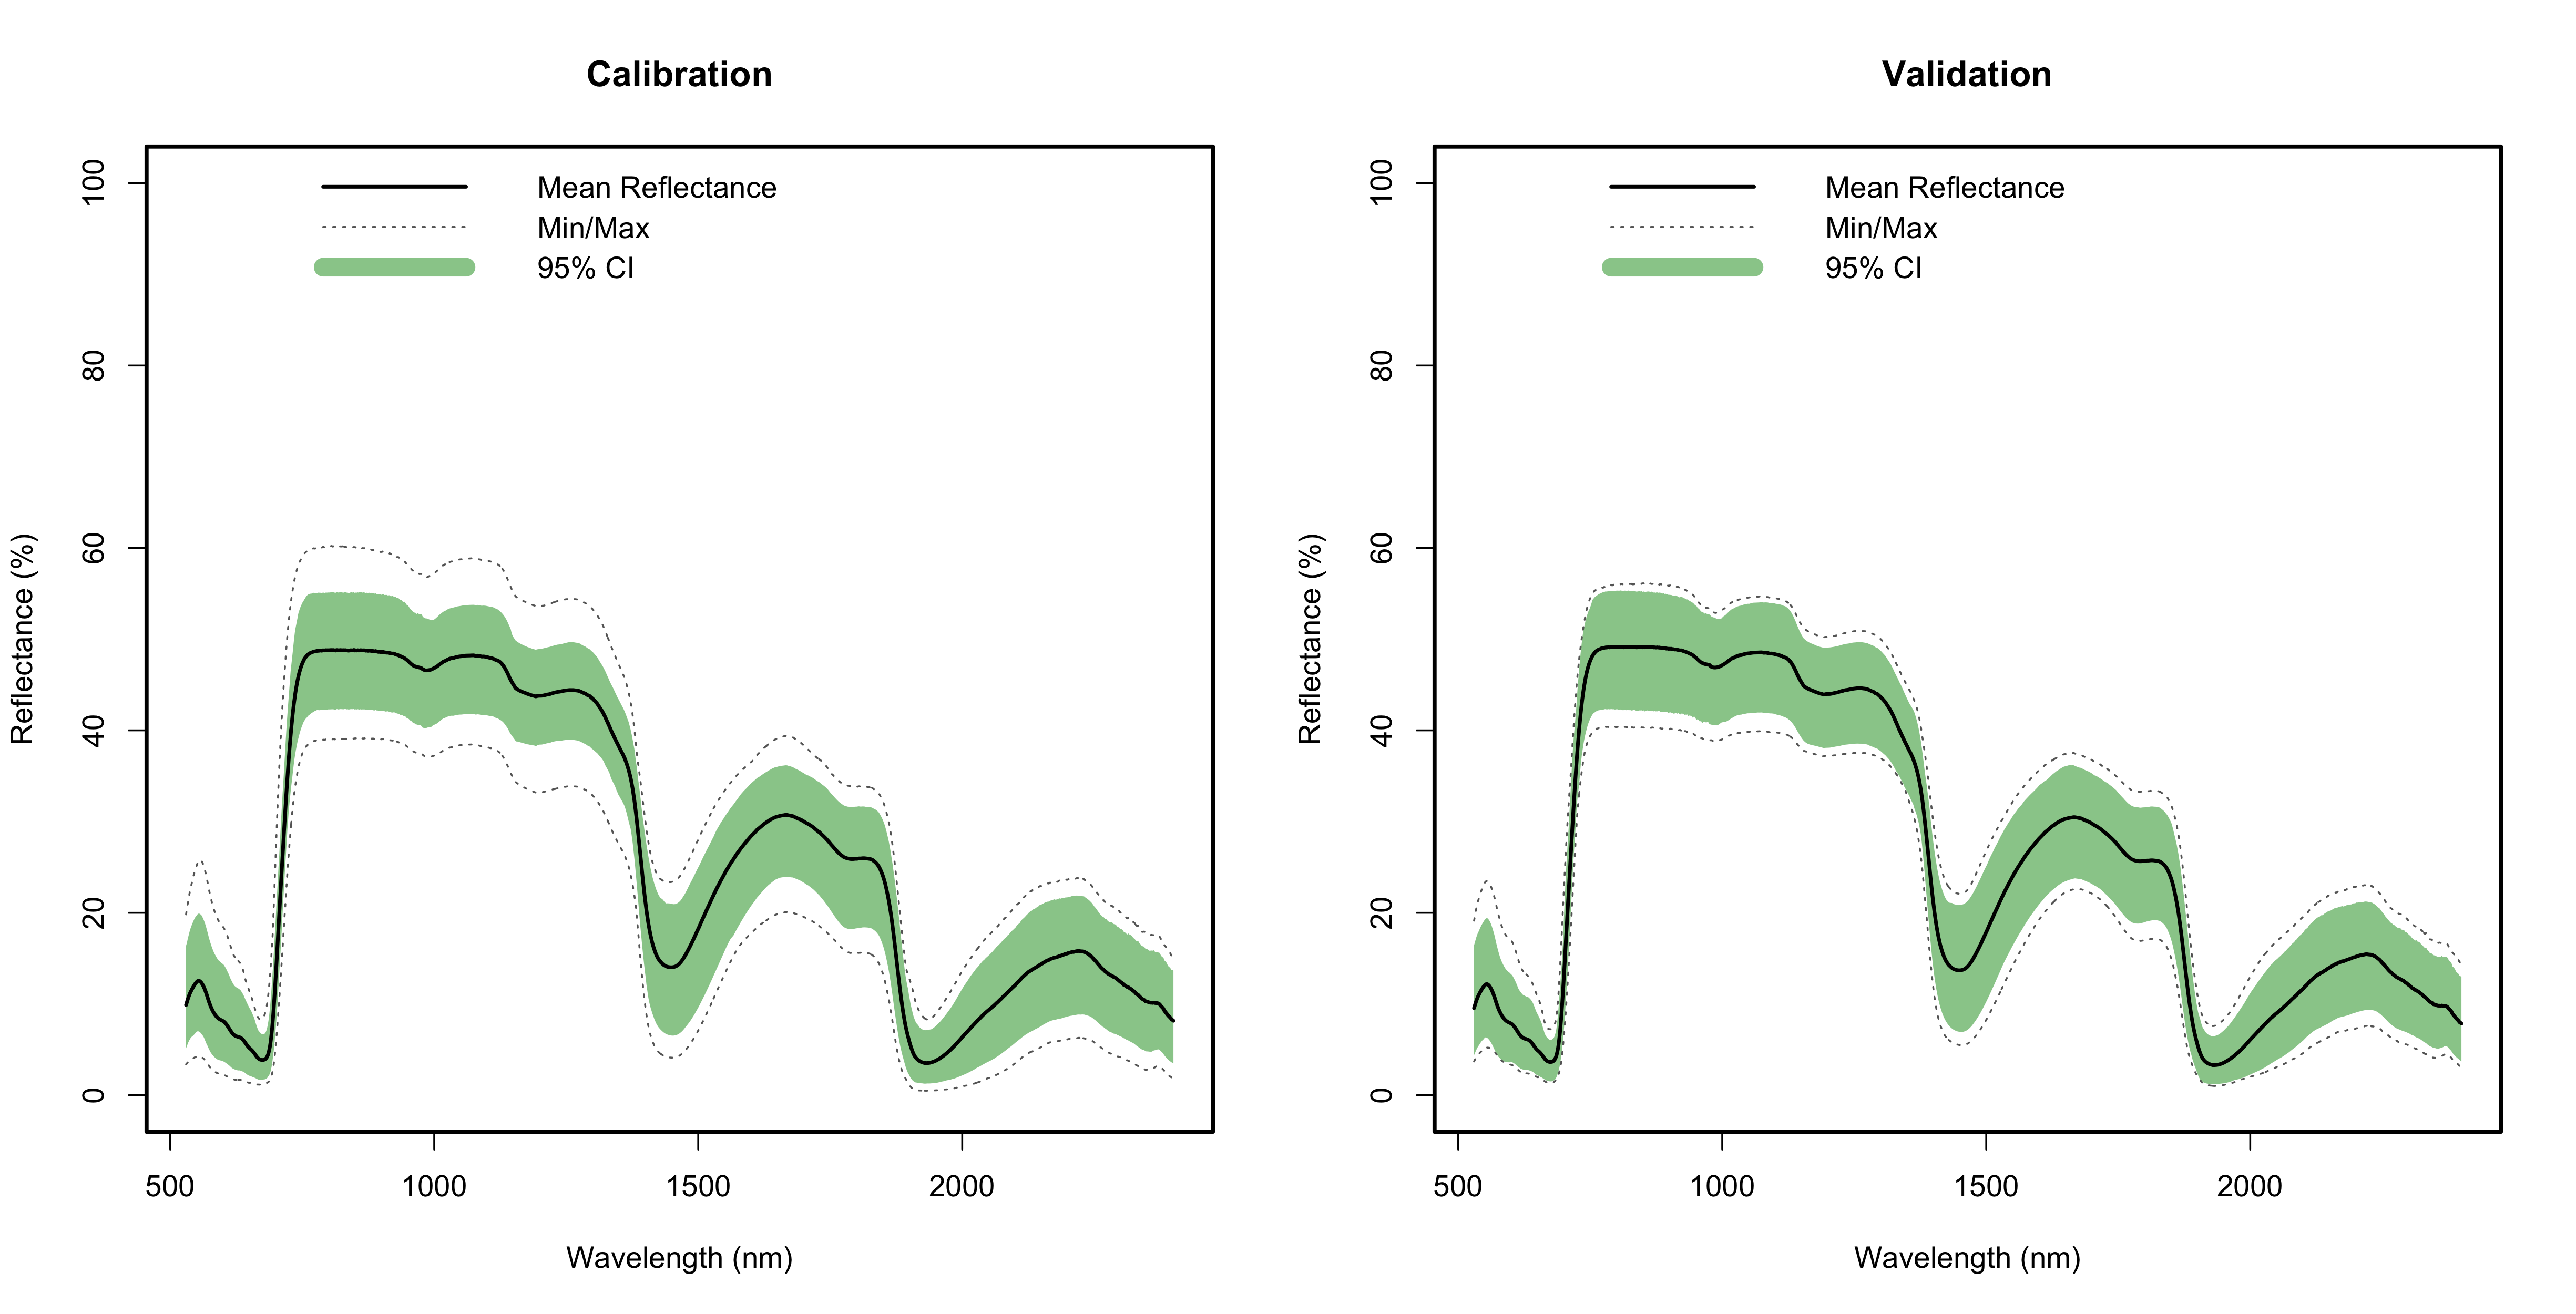 Calibration
Mean Reflectance
Min/Max
95% CI
100
80
60
40
20
0
Reflectance (%)
500 1000 1500 2000
Wavelength (nm)
Validation
Mean Reflectance
Min/Max
95% CI
100
80
60
40
20
0
Reflectance (%)
500 1000 1500 2000
Wavelength (nm)